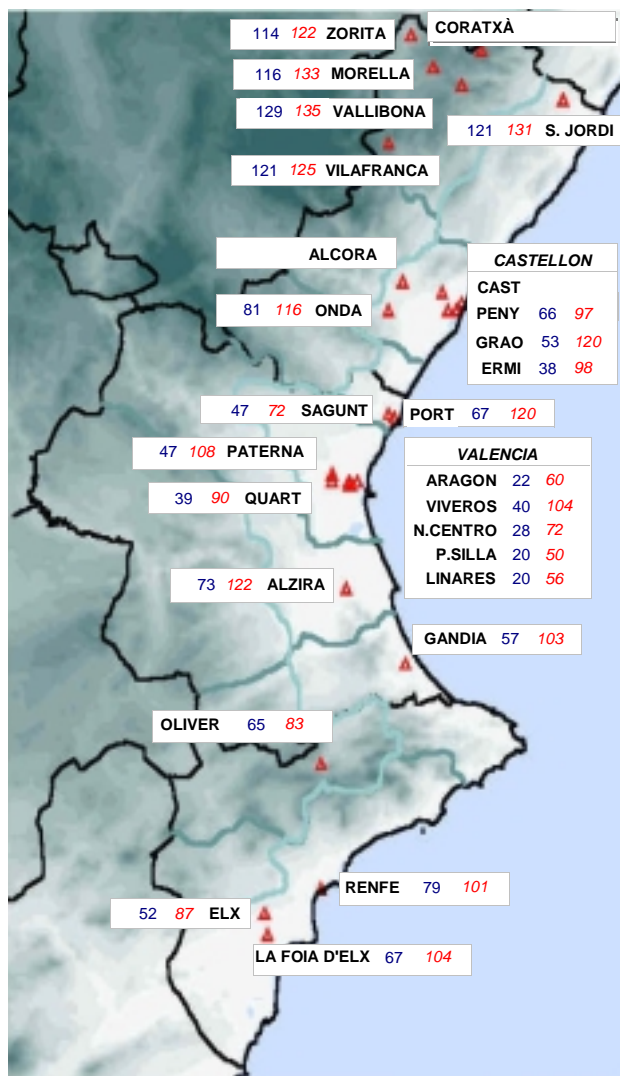 114 122 ZORITA
CORATXÀ
116 133 MORELLA
129 135 VALLIBONA
121 131 S. JORDI
121 125 VILAFRANCA
ALCORA
81 116 ONDA
CASTELLON
CAST
PENY 66 97
GRAO 53 120
ERMI 38 98
47 72 SAGUNT
PORT 67 120
47 108 PATERNA
39 90 QUART
VALENCIA
ARAGON 22 60
VIVEROS 40 104
N.CENTRO 28 72
P.SILLA 20 50
LINARES 20 56
73 122 ALZIRA
GANDIA 57 103
OLIVER 65 83
RENFE 79 101
52 87 ELX
LA FOIA D'ELX 67 104